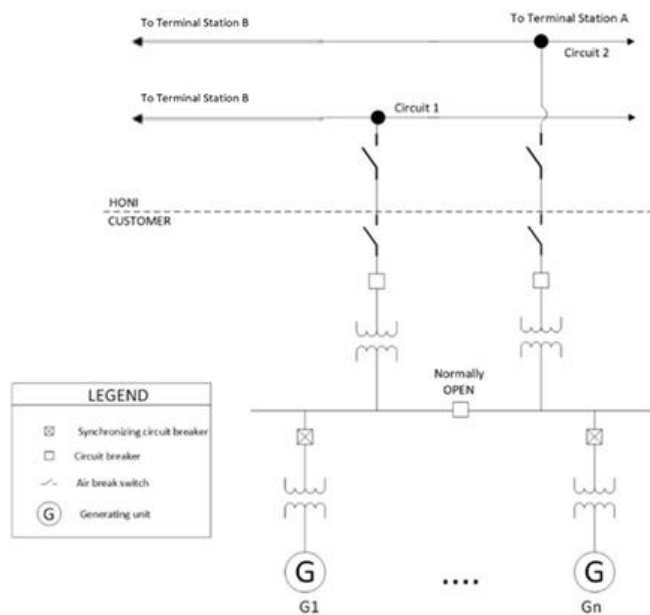 To Terminal Station B
To Terminal Station A
Circuit 2
To Terminal Station B
Circuit 1
HONI
CUSTOMER
Normally
OPEN
LEGEND
Synchronizing circuit breaker
Circuit breaker
Air break switch
G
Generating unit
G
....
G
G1
Gn